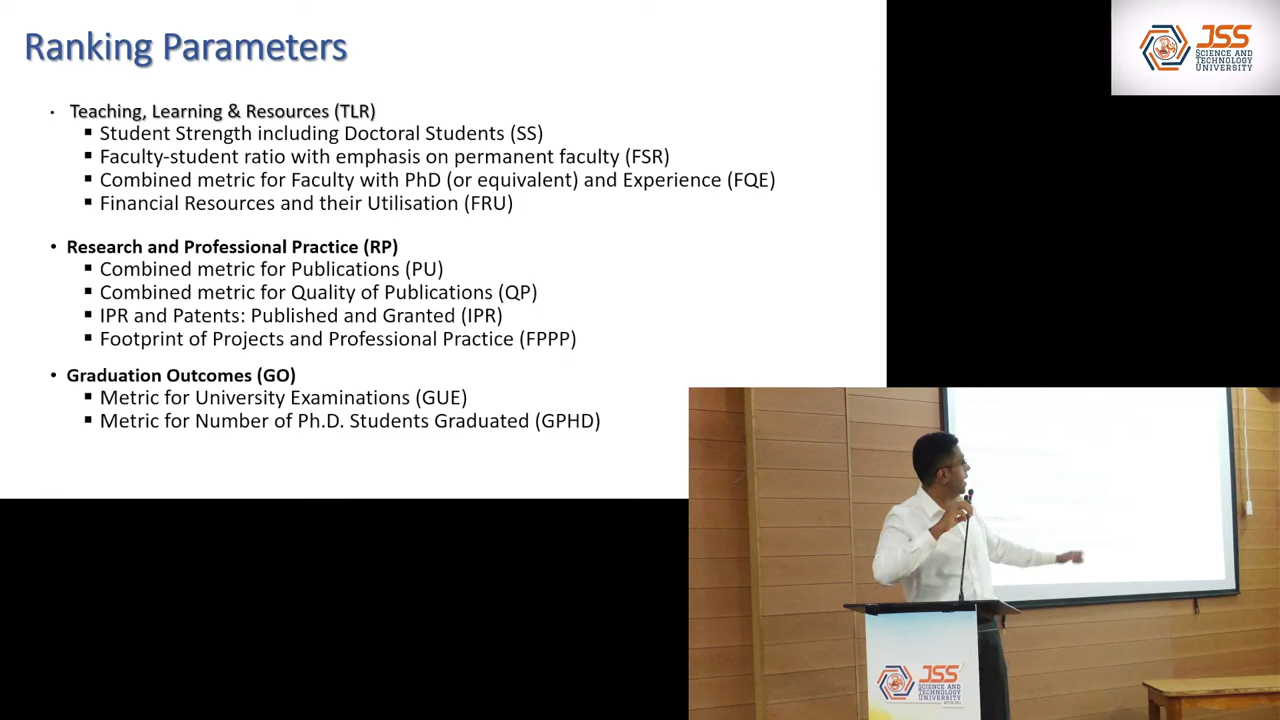 Ranking Parameters
• Teaching, Learning & Resources (TLR)
▪ Student Strength including Doctoral Students (SS)
▪ Faculty-student ratio with emphasis on permanent faculty (FSR)
▪ Combined metric for Faculty with PhD (or equivalent) and Experience (FQE)
▪ Financial Resources and their Utilisation (FRU)
• Research and Professional Practice (RP)
▪ Combined metric for Publications (PU)
▪ Combined metric for Quality of Publications (QP)
▪ IPR and Patents: Published and Granted (IPR)
▪ Footprint of Projects and Professional Practice (FPPP)
• Graduation Outcomes (GO)
▪ Metric for University Examinations (GUE)
▪ Metric for Number of Ph.D. Students Graduated (GPHD)
JSS
SCIENCE AND
TECHNOLOGY
UNIVERSITY
JSS
SCIENCE AND
TECHNOLOGY
UNIVERSITY